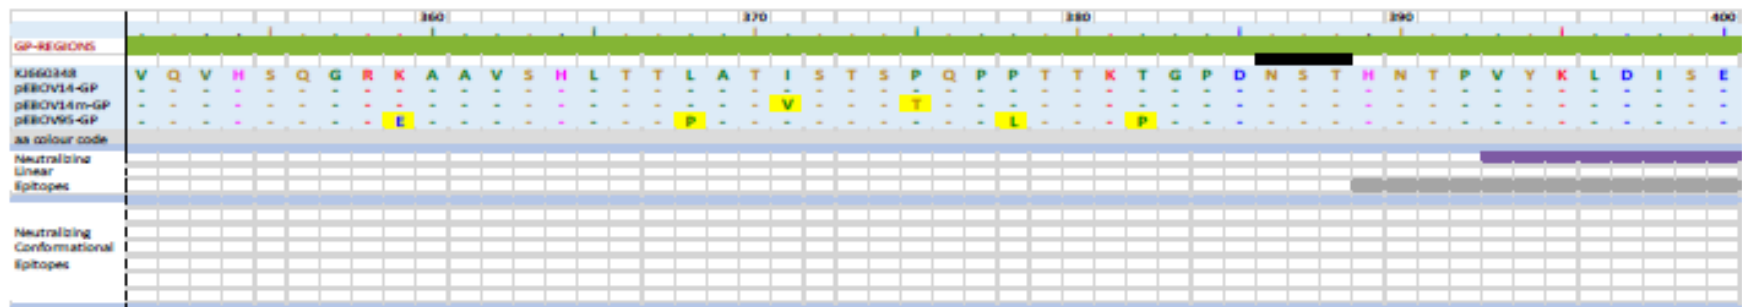 360 370 380 390 400
GP-REGIONS
KJ660348 V Q V H S Q G R K A A V S H L T T L A T I S T S P Q P P T T K T G P D N S T H N T P V Y K L D I S E
pEBOV14-GP - - - - - - - - - - - - - - - - - - - - - - - - - - - - - - - - - - - - - - - - - - - - - - - - - -
pEBOV14m-GP - - - - - - - - - - - - - - - - - - - - V - - - T - - - - - - - - - - - - - - - - - - - - - - - - -
pEBOV95-GP - - - - - - - - E - - - - - - - - P - - - - - - - - - L - - - P - - - - - - - - - - - - - - - - - -
aa colour code
Neutralizing
Linear
Epitopes
Neutralizing
Conformational
Epitopes